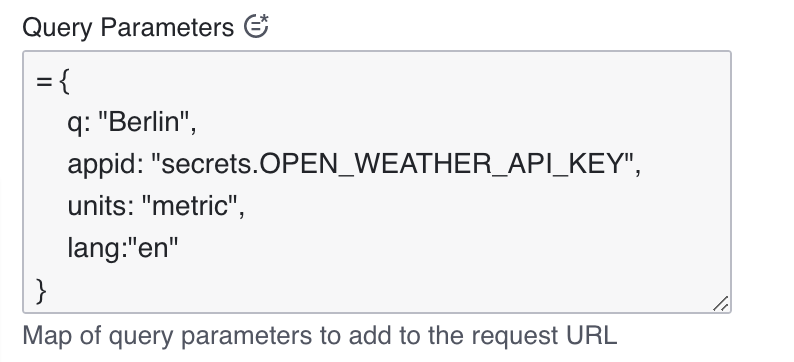 Query Parameters
= {
q: "Berlin",
appid: "secrets.OPEN_WEATHER_API_KEY",
units: "metric",
lang:"en"
}
Map of query parameters to add to the request URL